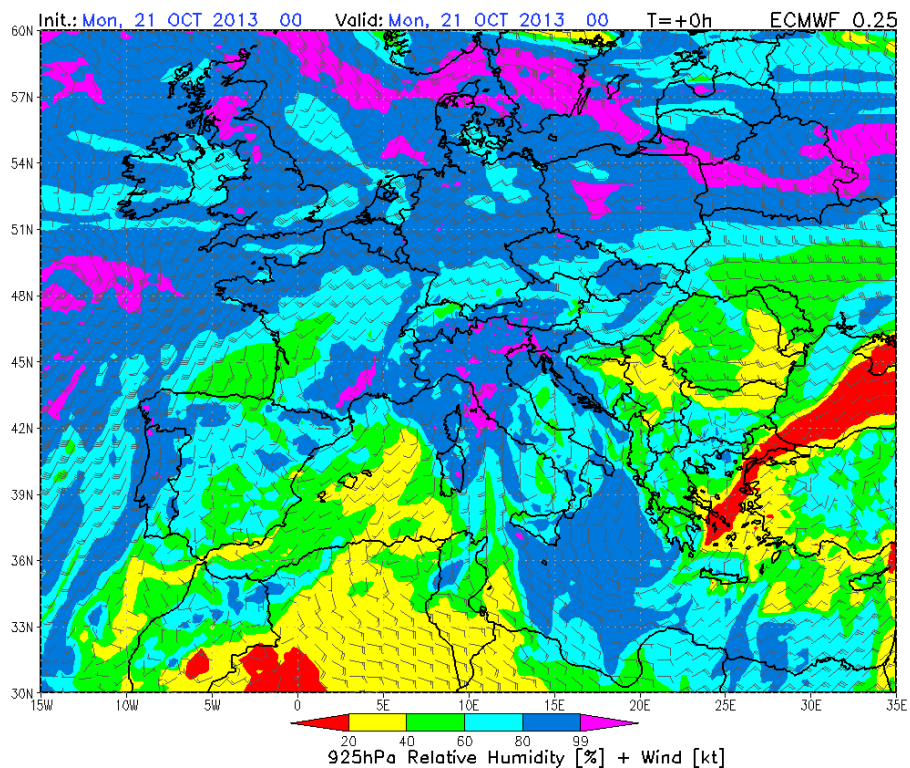 Init.: Mon, 21 OCT 2013 00 Valid: Mon, 21 OCT 2013 00 T=+0h ECMWF 0.25
60N
57N
54N
51N
48N
45N
42N
39N
36N
33N
30N
15W 10W 5W 0 5E 10E 15E 20E 25E 30E 35E
20 40 60 80 99
925hPa Relative Humidity [%] + Wind [kt]